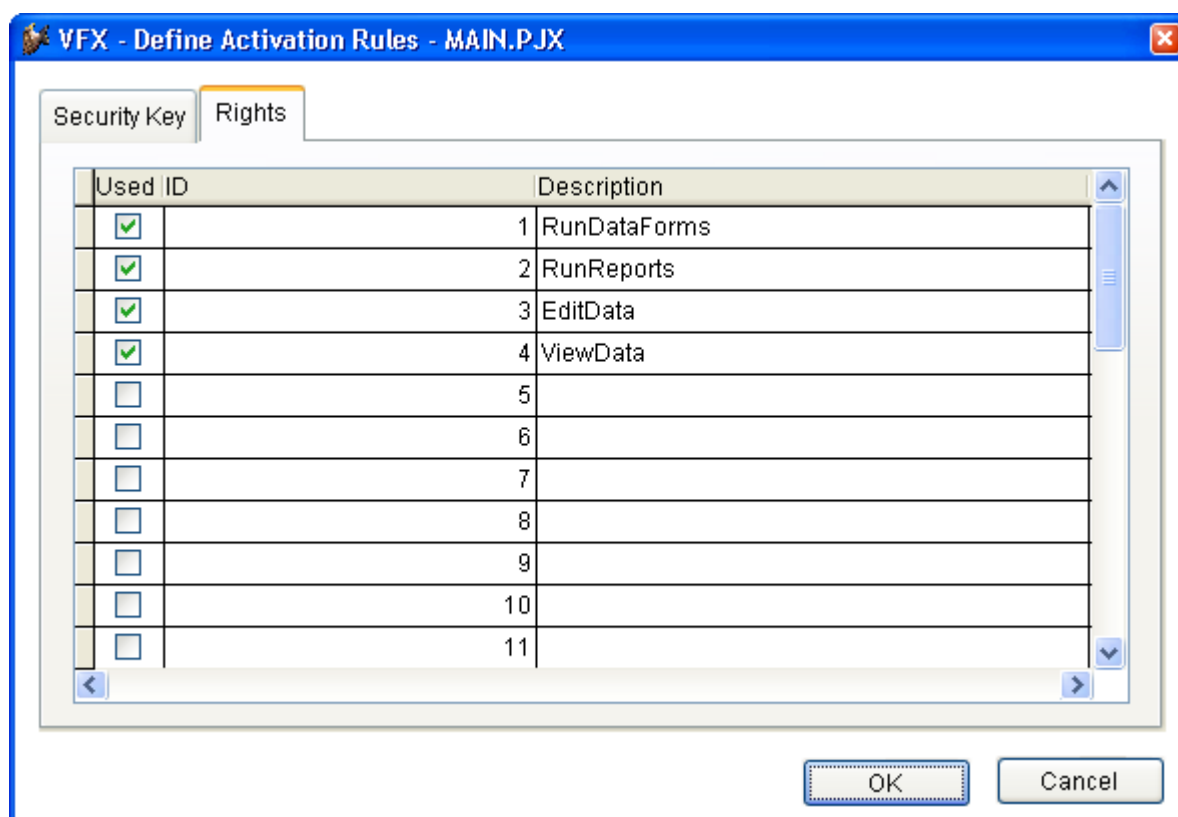 VFX - Define Activation Rules - MAIN.PJX
Security Key Rights
Used ID Description
1 RunDataForms
2 RunReports
3 EditData
4 ViewData
5
6
7
8
9
10
11
OK Cancel